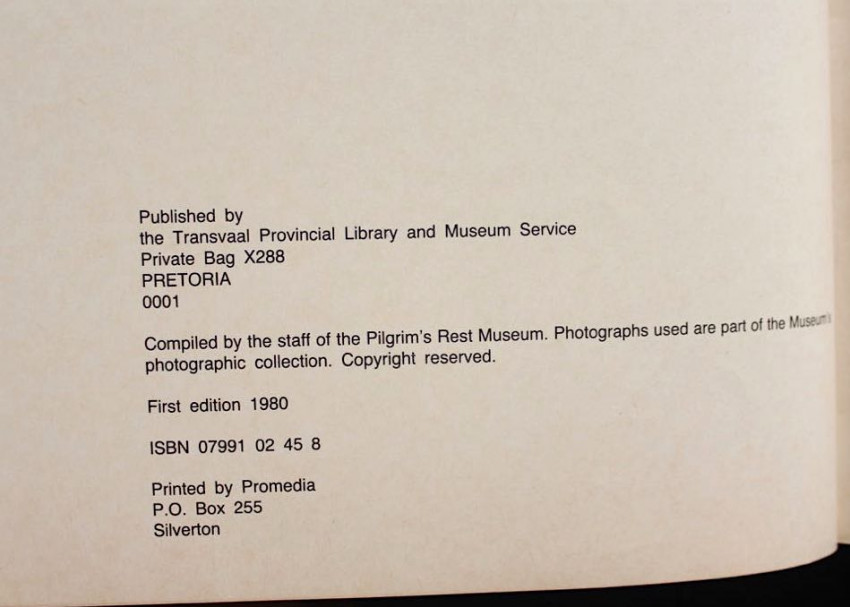 Published by
the Transvaal Provincial Library and Museum Service
Private Bag X288
PRETORIA
0001
Compiled by the staff of the Pilgrim's Rest Museum. Photographs used are part of the Museum's
photographic collection. Copyright reserved.
First edition 1980
ISBN 07991 02 45 8
Printed by Promedia
P.O. Box 255
Silverton